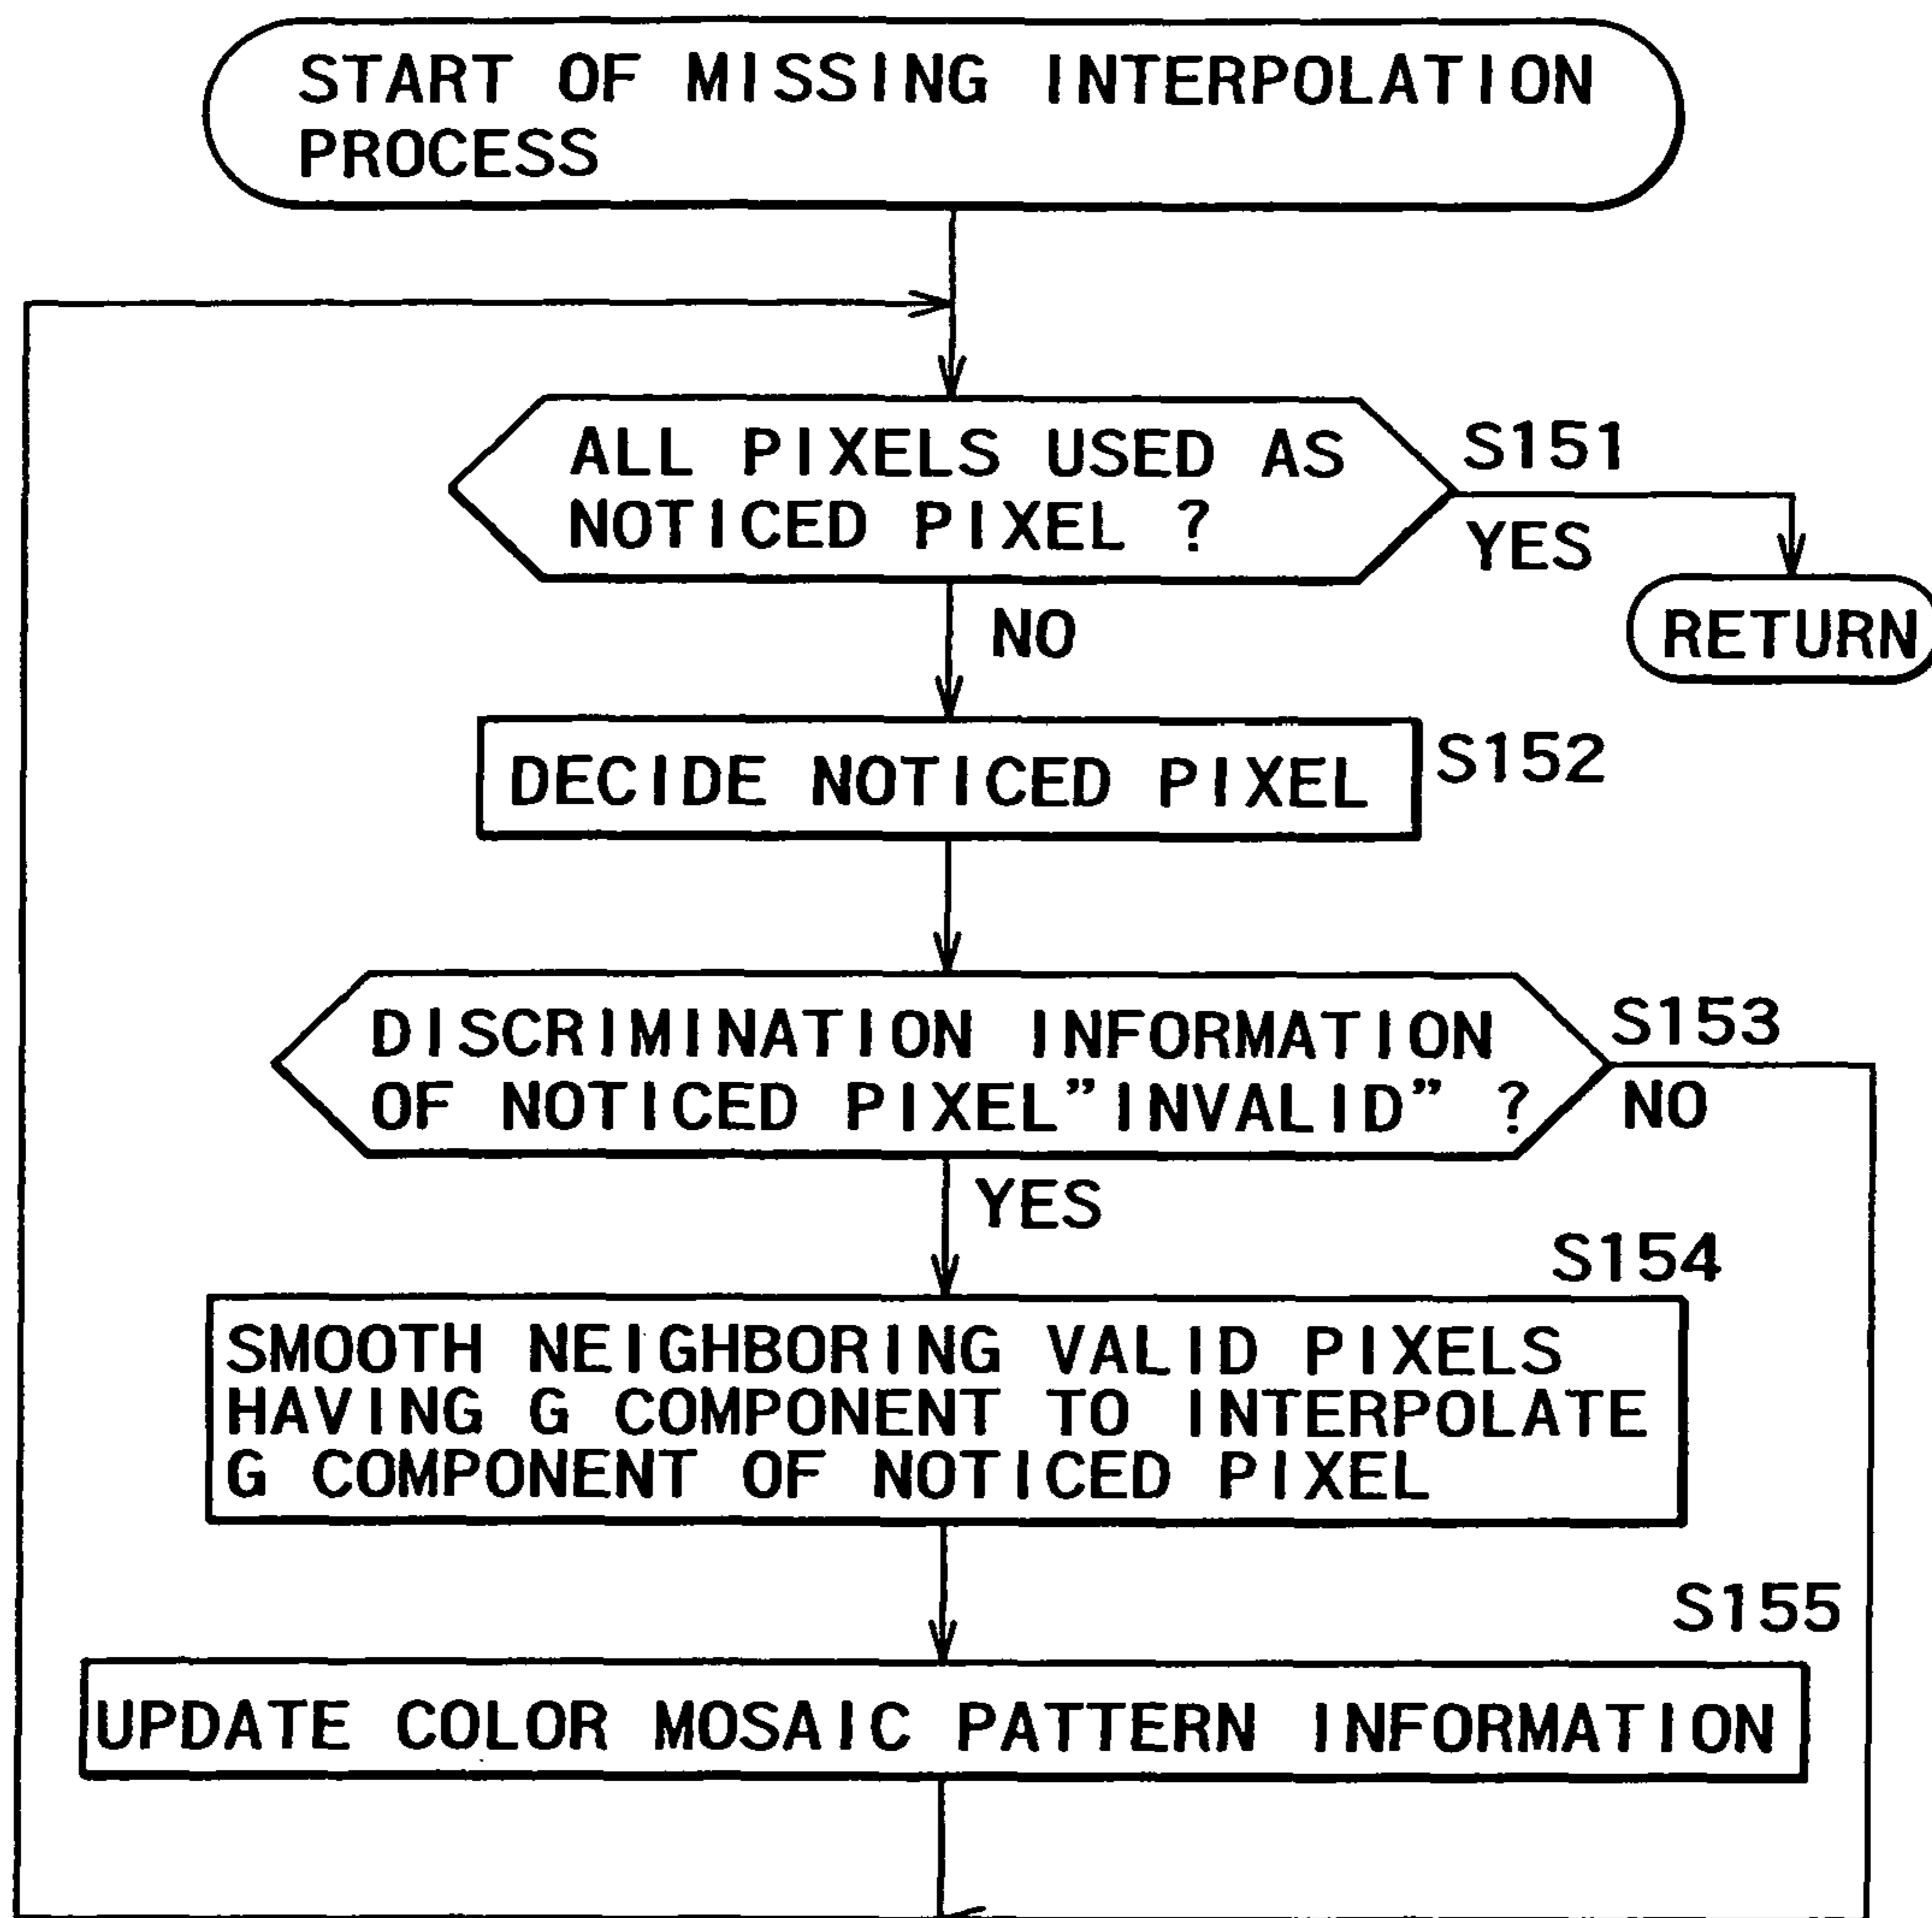 START OF MISSING INTERPOLATION
PROCESS
ALL PIXELS USED AS
NOTICED PIXEL ?
S151
YES
RETURN
NO
DECIDE NOTICED PIXEL
S152
DISCRIMINATION INFORMATION
OF NOTICED PIXEL”INVALID” ?
S153
NO
YES
S154
SMOOTH NEIGHBORING VALID PIXELS
HAVING G COMPONENT TO INTERPOLATE
G COMPONENT OF NOTICED PIXEL
S155
UPDATE COLOR MOSAIC PATTERN INFORMATION